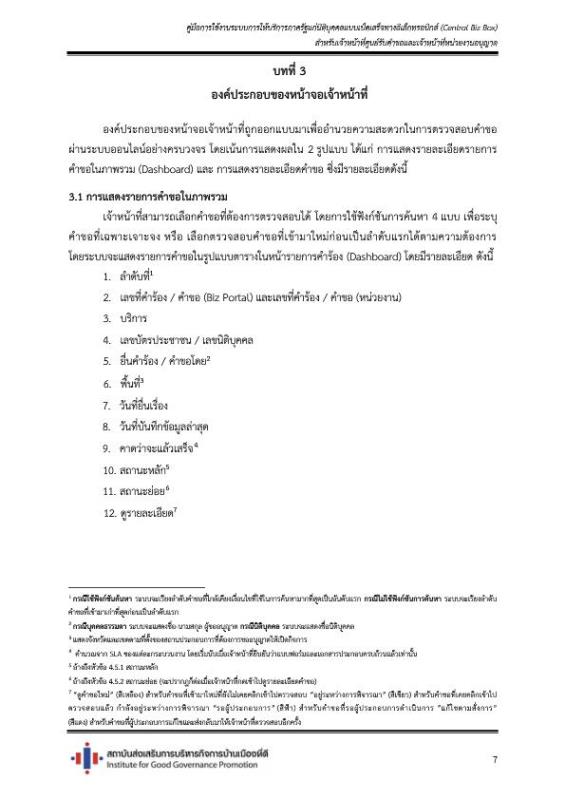 คู่มือการใช้งานระบบการให้บริการภาครัฐแก่นิติบุคคลแบบเบ็ดเสร็จทางอิเล็กทรอนิกส์ (Central Biz Box)
สำหรับเจ้าหน้าที่ศูนย์รับคำขอและเจ้าหน้าที่หน่วยงานอนุญาต
บทที่ 3
องค์ประกอบของหน้าจอเจ้าหน้าที่
องค์ประกอบของหน้าจอเจ้าหน้าที่ถูกออกแบบมาเพื่ออำนวยความสะดวกในการตรวจสอบคำขอ
ผ่านระบบออนไลน์อย่างครบวงจร โดยเน้นการแสดงผลใน 2 รูปแบบ ได้แก่ การแสดงรายละเอียดรายการ
คำขอในภาพรวม (Dashboard) และ การแสดงรายละเอียดคำขอ ซึ่งมีรายละเอียดดังนี้
3.1 การแสดงรายการคำขอในภาพรวม
เจ้าหน้าที่สามารถเลือกคำขอที่ต้องการตรวจสอบได้ โดยการใช้ฟังก์ชันการค้นหา 4 แบบ เพื่อระบุ
คำขอที่เฉพาะเจาะจง หรือ เลือกตรวจสอบคำขอที่เข้ามาใหม่ก่อนเป็นลำดับแรกได้ตามความต้องการ
โดยระบบจะแสดงรายการคำขอในรูปแบบตารางในหน้ารายการคำร้อง (Dashboard) โดยมีรายละเอียด ดังนี้
1. ลำดับที่¹
2. เลขที่คำร้อง / คำขอ (Biz Portal) และเลขที่คำร้อง / คำขอ (หน่วยงาน)
3. บริการ
4. เลขบัตรประชาชน / เลขนิติบุคคล
5. ยื่นคำร้อง / คำขอโดย²
6. พื้นที่³
7. วันที่ยื่นเรื่อง
8. วันที่บันทึกข้อมูลล่าสุด
9. คาดว่าจะแล้วเสร็จ⁴
10. สถานะหลัก⁵
11. สถานะย่อย⁶
12. ดูรายละเอียด⁷
¹ กรณีใช้ฟังก์ชันค้นหา ระบบจะเรียงลำดับคำขอที่ใกล้เคียงเงื่อนไขที่ใช้ในการค้นหามากที่สุดเป็นอันดับแรก กรณีไม่ใช้ฟังก์ชันการค้นหา ระบบจะเรียงลำดับ
คำขอที่เข้ามาเก่าที่สุดก่อนเป็นลำดับแรก
² กรณีบุคคลธรรมดา ระบบจะแสดงชื่อ-นามสกุล ผู้ขออนุญาต กรณีนิติบุคคล ระบบจะแสดงชื่อนิติบุคคล
³ แสดงจังหวัดและเขตตามที่ตั้งของสถานประกอบการที่ต้องการขออนุญาตให้เปิดกิจการ
⁴ คำนวณจาก SLA ของแต่ละกระบวนงาน โดยเริ่มนับเมื่อเจ้าหน้าที่ยืนยันว่าแบบฟอร์มและเอกสารประกอบครบถ้วนแล้วเท่านั้น
⁵ อ้างถึงหัวข้อ 4.5.1 สถานะหลัก
⁶ อ้างถึงหัวข้อ 4.5.2 สถานะย่อย (จะปรากฏก็ต่อเมื่อเจ้าหน้าที่กดเข้าไปดูรายละเอียดคำขอ)
⁷ "ดูคำขอใหม่" (สีเหลือง) สำหรับคำขอที่เข้ามาใหม่ที่ยังไม่เคยคลิกเข้าไปตรวจสอบ "อยู่ระหว่างการพิจารณา" (สีเขียว) สำหรับคำขอที่เคยคลิกเข้าไป
ตรวจสอบแล้ว กำลังอยู่ระหว่างการพิจารณา "รอผู้ประกอบการ" (สีฟ้า) สำหรับคำขอที่รอผู้ประกอบการดำเนินการ "แก้ไขตามสั่งการ"
(สีแดง) สำหรับคำขอที่ผู้ประกอบการแก้ไขและส่งกลับมาให้เจ้าหน้าที่ตรวจสอบอีกครั้ง
สถาบันส่งเสริมการบริหารกิจการบ้านเมืองที่ดี
Institute for Good Governance Promotion
7